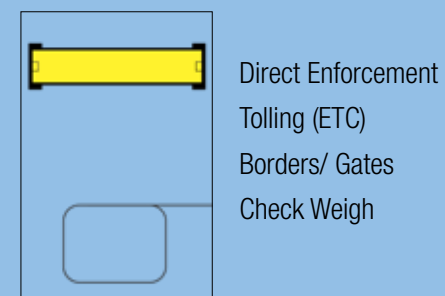 Direct Enforcement
Tolling (ETC)
Borders/ Gates
Check Weigh